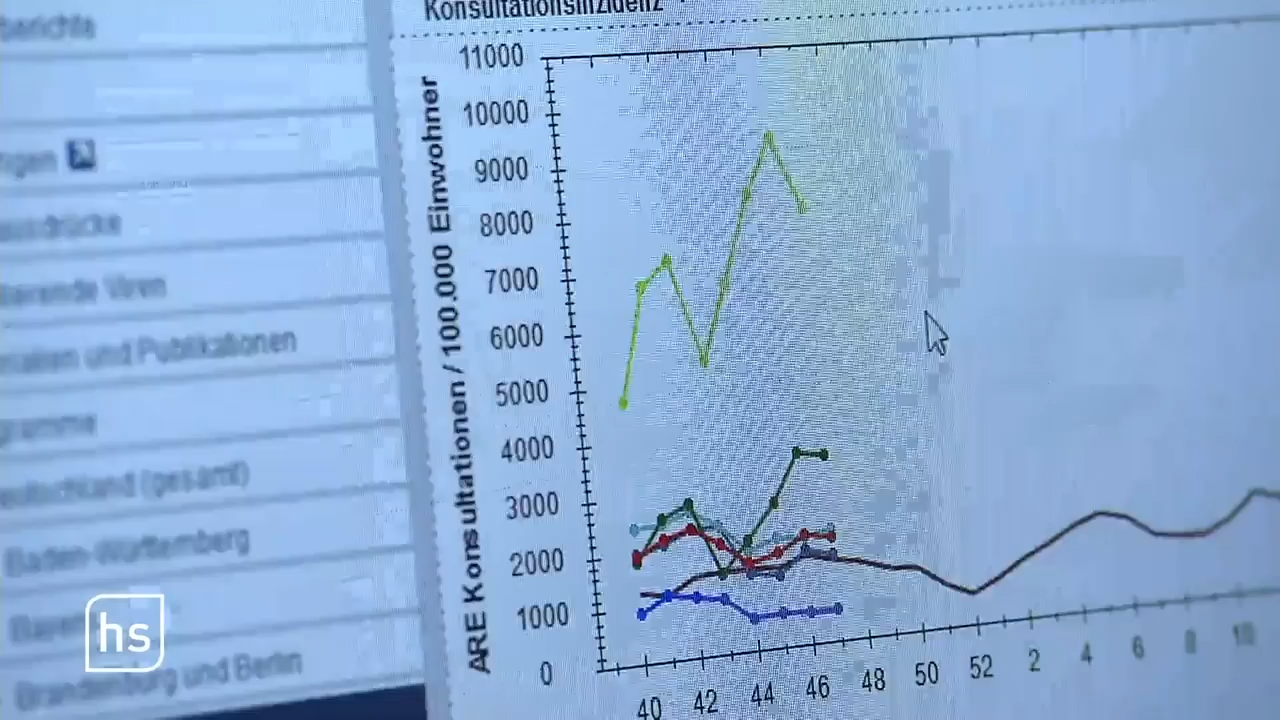 Konsultationsinzidenz
berichte
Viren
und Publikationen
(gesamt)
Baden-Württemberg
Brandenburg und Berlin
ARE Konsultationen / 100.000 Einwohner
11000
10000
9000
8000
7000
6000
5000
4000
3000
2000
1000
0
40 42 44 46 48 50 52 2 4 6 8 10
hs